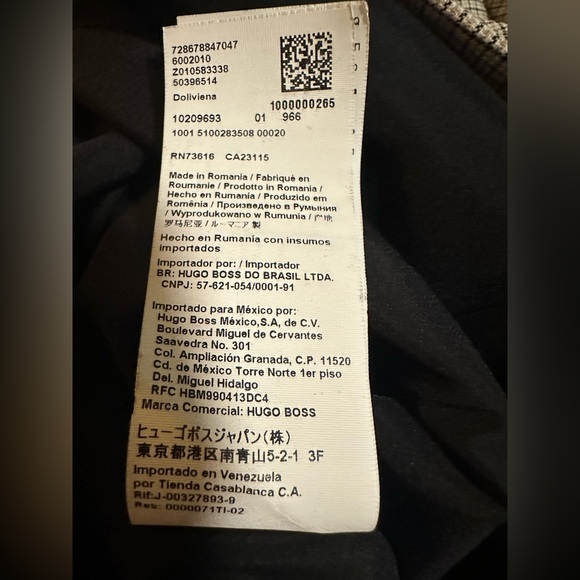 728678847047
6002010
Z010583338
50396514
Doliviena
1000000265
10209693 01 966
1001 5100283508 00020
RN73616 CA23115
Made in Romania / Fabriqué en
Roumanie / Prodotto in Romania /
Hecho en Rumanía / Produzido em
Romênia / Произведено в Румыния
/ Wyprodukowano w Rumunia / 产地
罗马尼亚 / ルーマニア 製
Hecho en Rumania con insumos
importados
Importador por: / Importador
BR: HUGO BOSS DO BRASIL LTDA.
CNPJ: 57-621-054/0001-91
Importado para México por:
Hugo Boss México,S.A, de C.V.
Boulevard Miguel de Cervantes
Saavedra No. 301
Col. Ampliación Granada, C.P. 11520
Cd. de México Torre Norte 1er piso
Del. Miguel Hidalgo
RFC HBM990413DC4
Marca Comercial: HUGO BOSS
ヒューゴボスジャパン(株)
東京都港区南青山5-2-1 3F
Importado en Venezuela
por Tienda Casablanca C.A.
Rif:J-00327893-9
Res: 0000071TI-02